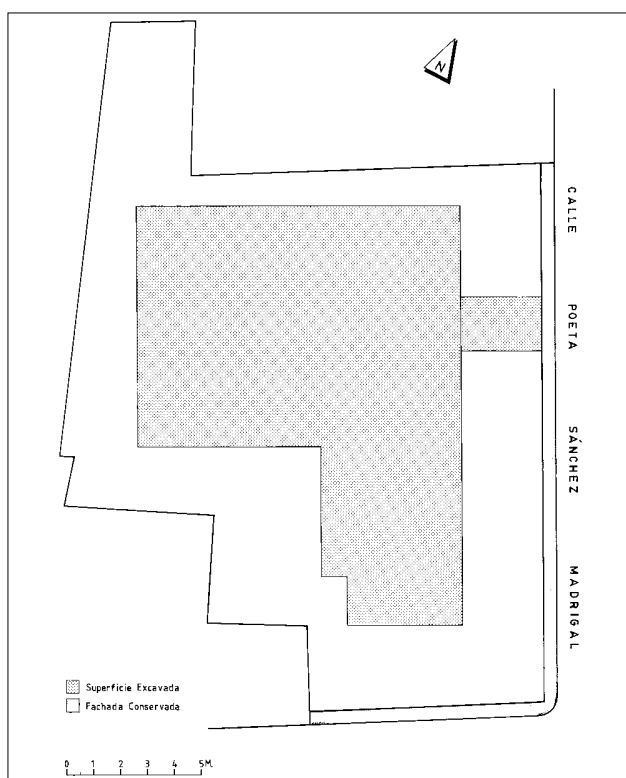 N
CALLE
POETA
SÁNCHEZ
MADRIGAL
Superficie Excavada
Fachada Conservada
0 1 2 3 4 5M.